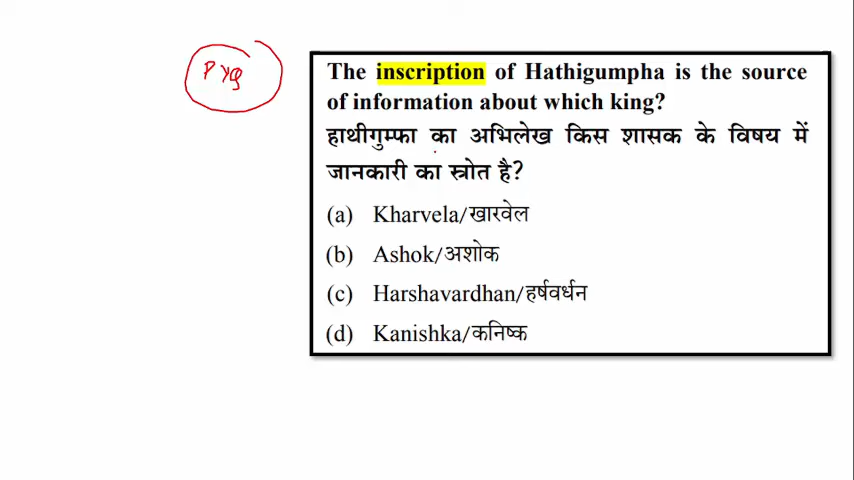 PYQ
The inscription of Hathigumpha is the source
of information about which king?
हाथीगुम्फा का अभिलेख किस शासक के विषय में
जानकारी का स्त्रोत है?
(a) Kharvela/खारवेल
(b) Ashok/अशोक
(c) Harshavardhan/हर्षवर्धन
(d) Kanishka/कनिष्क